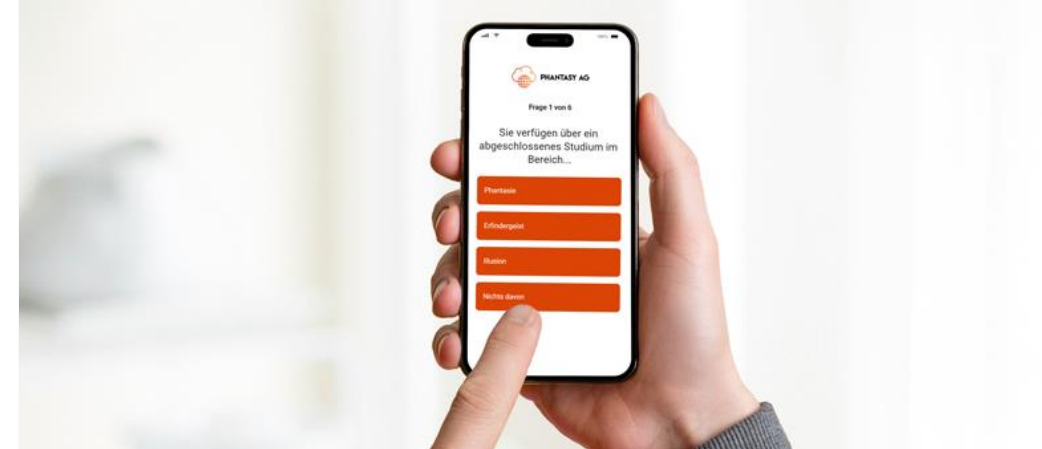 100%
PHANTASY AG
Frage 1 von 6
Sie verfügen über ein
abgeschlossenes Studium im
Bereich...
Phantasie
Erfindergeist
Illusion
Nichts davon